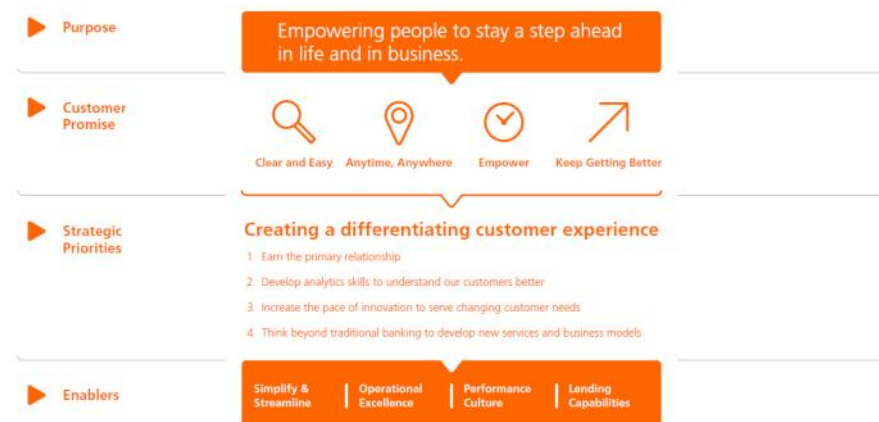 Purpose
Empowering people to stay a step ahead
in life and in business.
Customer
Promise
Clear and Easy
Anytime, Anywhere
Empower
Keep Getting Better
Strategic
Priorities
Creating a differentiating customer experience
1 Earn the primary relationship
2 Develop analytics skills to understand our customers better
3 Increase the pace of innovation to serve changing customer needs
4 Think beyond traditional banking to develop new services and business models
Enablers
Simplify &
Streamline
Operational
Excellence
Performance
Culture
Lending
Capabilities